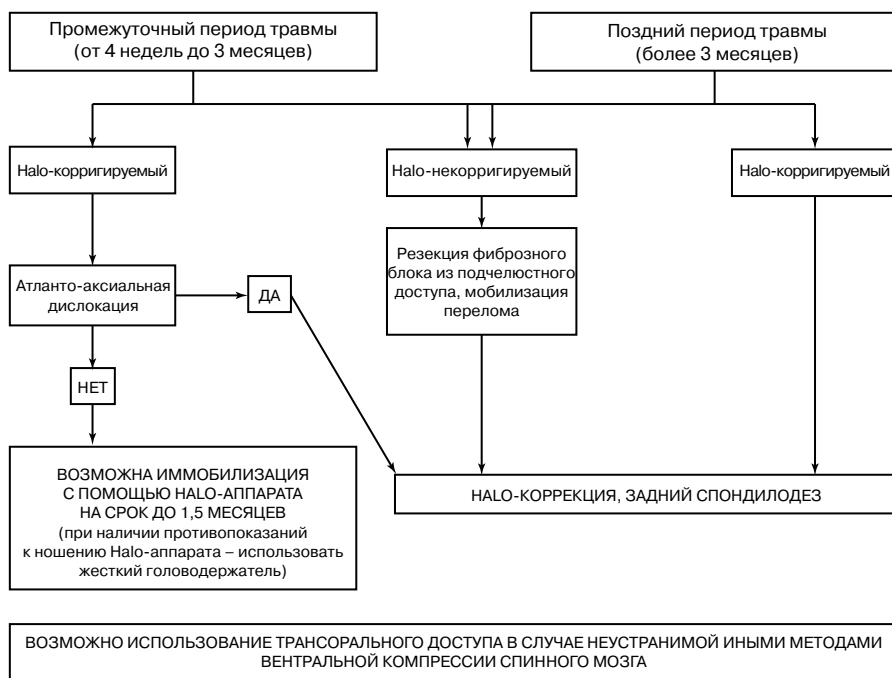 Промежуточный период травмы
(от 4 недель до 3 месяцев)
Поздний период травмы
(более 3 месяцев)
Halo-корригируемый
Halo-некорригируемый
Halo-корригируемый
Атланто-аксиальная
дислокация
ДА
Резекция фиброзного
блока из подчелюстного
доступа, мобилизация
перелома
НЕТ
ВОЗМОЖНА ИММОБИЛИЗАЦИЯ
С ПОМОЩЬЮ HALO-АППАРАТА
НА СРОК ДО 1,5 МЕСЯЦЕВ
(при наличии противопоказаний
к ношению Halo-аппарата – использовать
жесткий головодержатель)
HALO-КОРРЕКЦИЯ, ЗАДНИЙ СПОНДИЛОДЕЗ
ВОЗМОЖНО ИСПОЛЬЗОВАНИЕ ТРАНСОРАЛЬНОГО ДОСТУПА В СЛУЧАЕ НЕУСТРАНИМОЙ ИНЫМИ МЕТОДАМИ
ВЕНТРАЛЬНОЙ КОМПРЕССИИ СПИННОГО МОЗГА